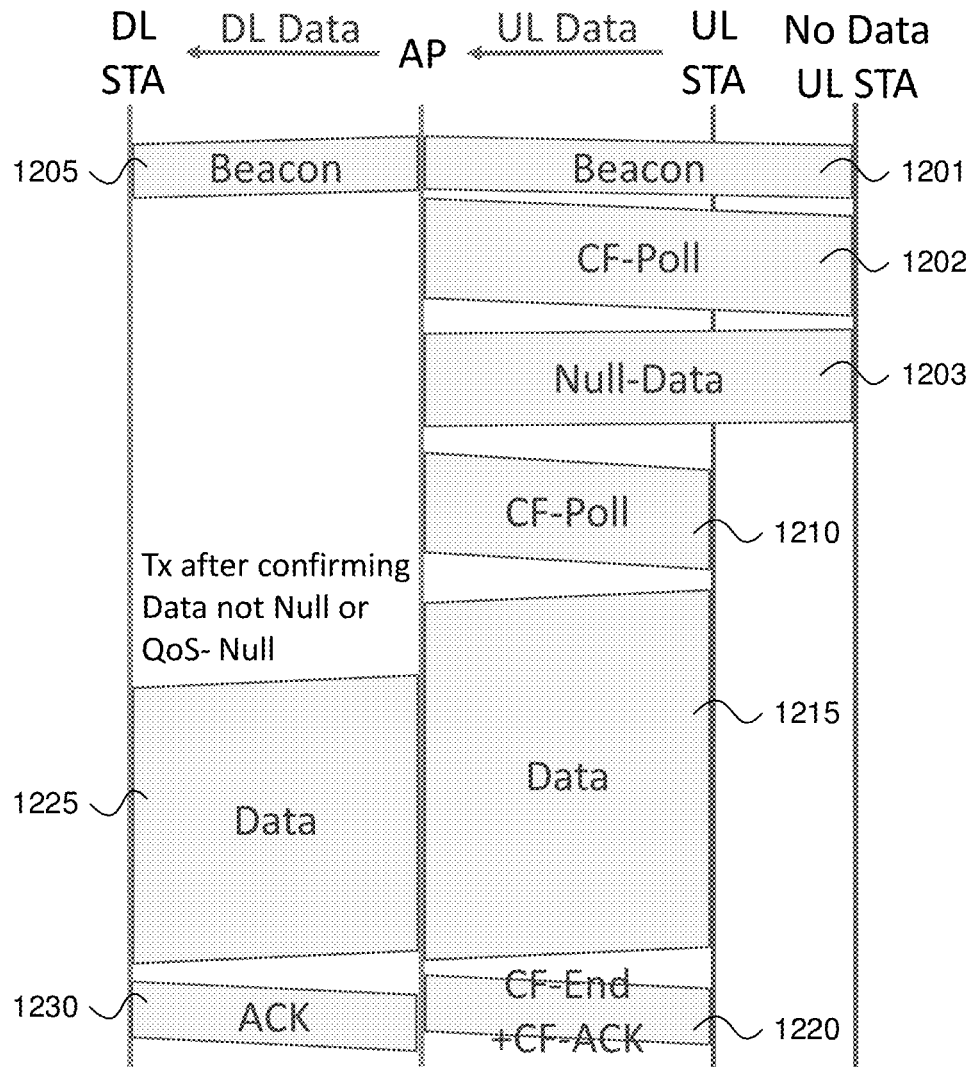 DL STA
DL Data
AP
UL Data
UL STA
No Data UL STA
1205
Beacon
Beacon
1201
CF-Poll
1202
Null-Data
1203
CF-Poll
1210
Tx after confirming
Data not Null or
QoS- Null
1215
Data
1225
Data
1230
ACK
CF-End
+CF-ACK
1220